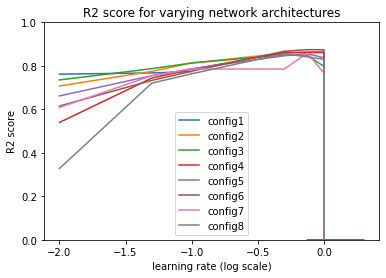 R2 score for varying network architectures
1.0
0.8
0.6
0.4
0.2
0.0
R2 score
config1
config2
config3
config4
config5
config6
config7
config8
−2.0 −1.5 −1.0 −0.5 0.0
learning rate (log scale)